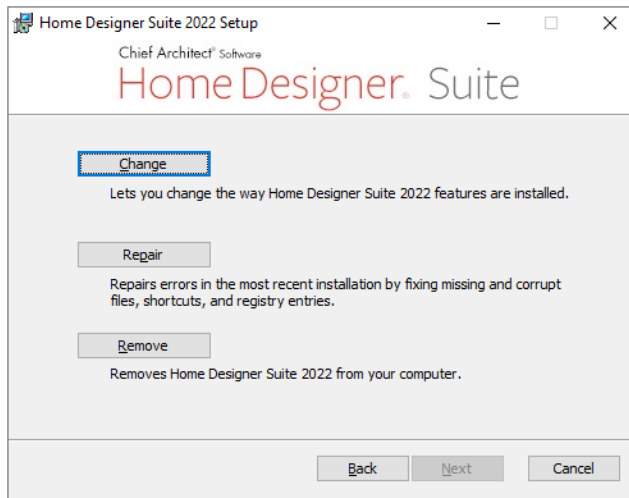 Home Designer Suite 2022 Setup
Chief Architect® Software
Home Designer® Suite
Change
Lets you change the way Home Designer Suite 2022 features are installed.
Repair
Repairs errors in the most recent installation by fixing missing and corrupt
files, shortcuts, and registry entries.
Remove
Removes Home Designer Suite 2022 from your computer.
Back Next Cancel